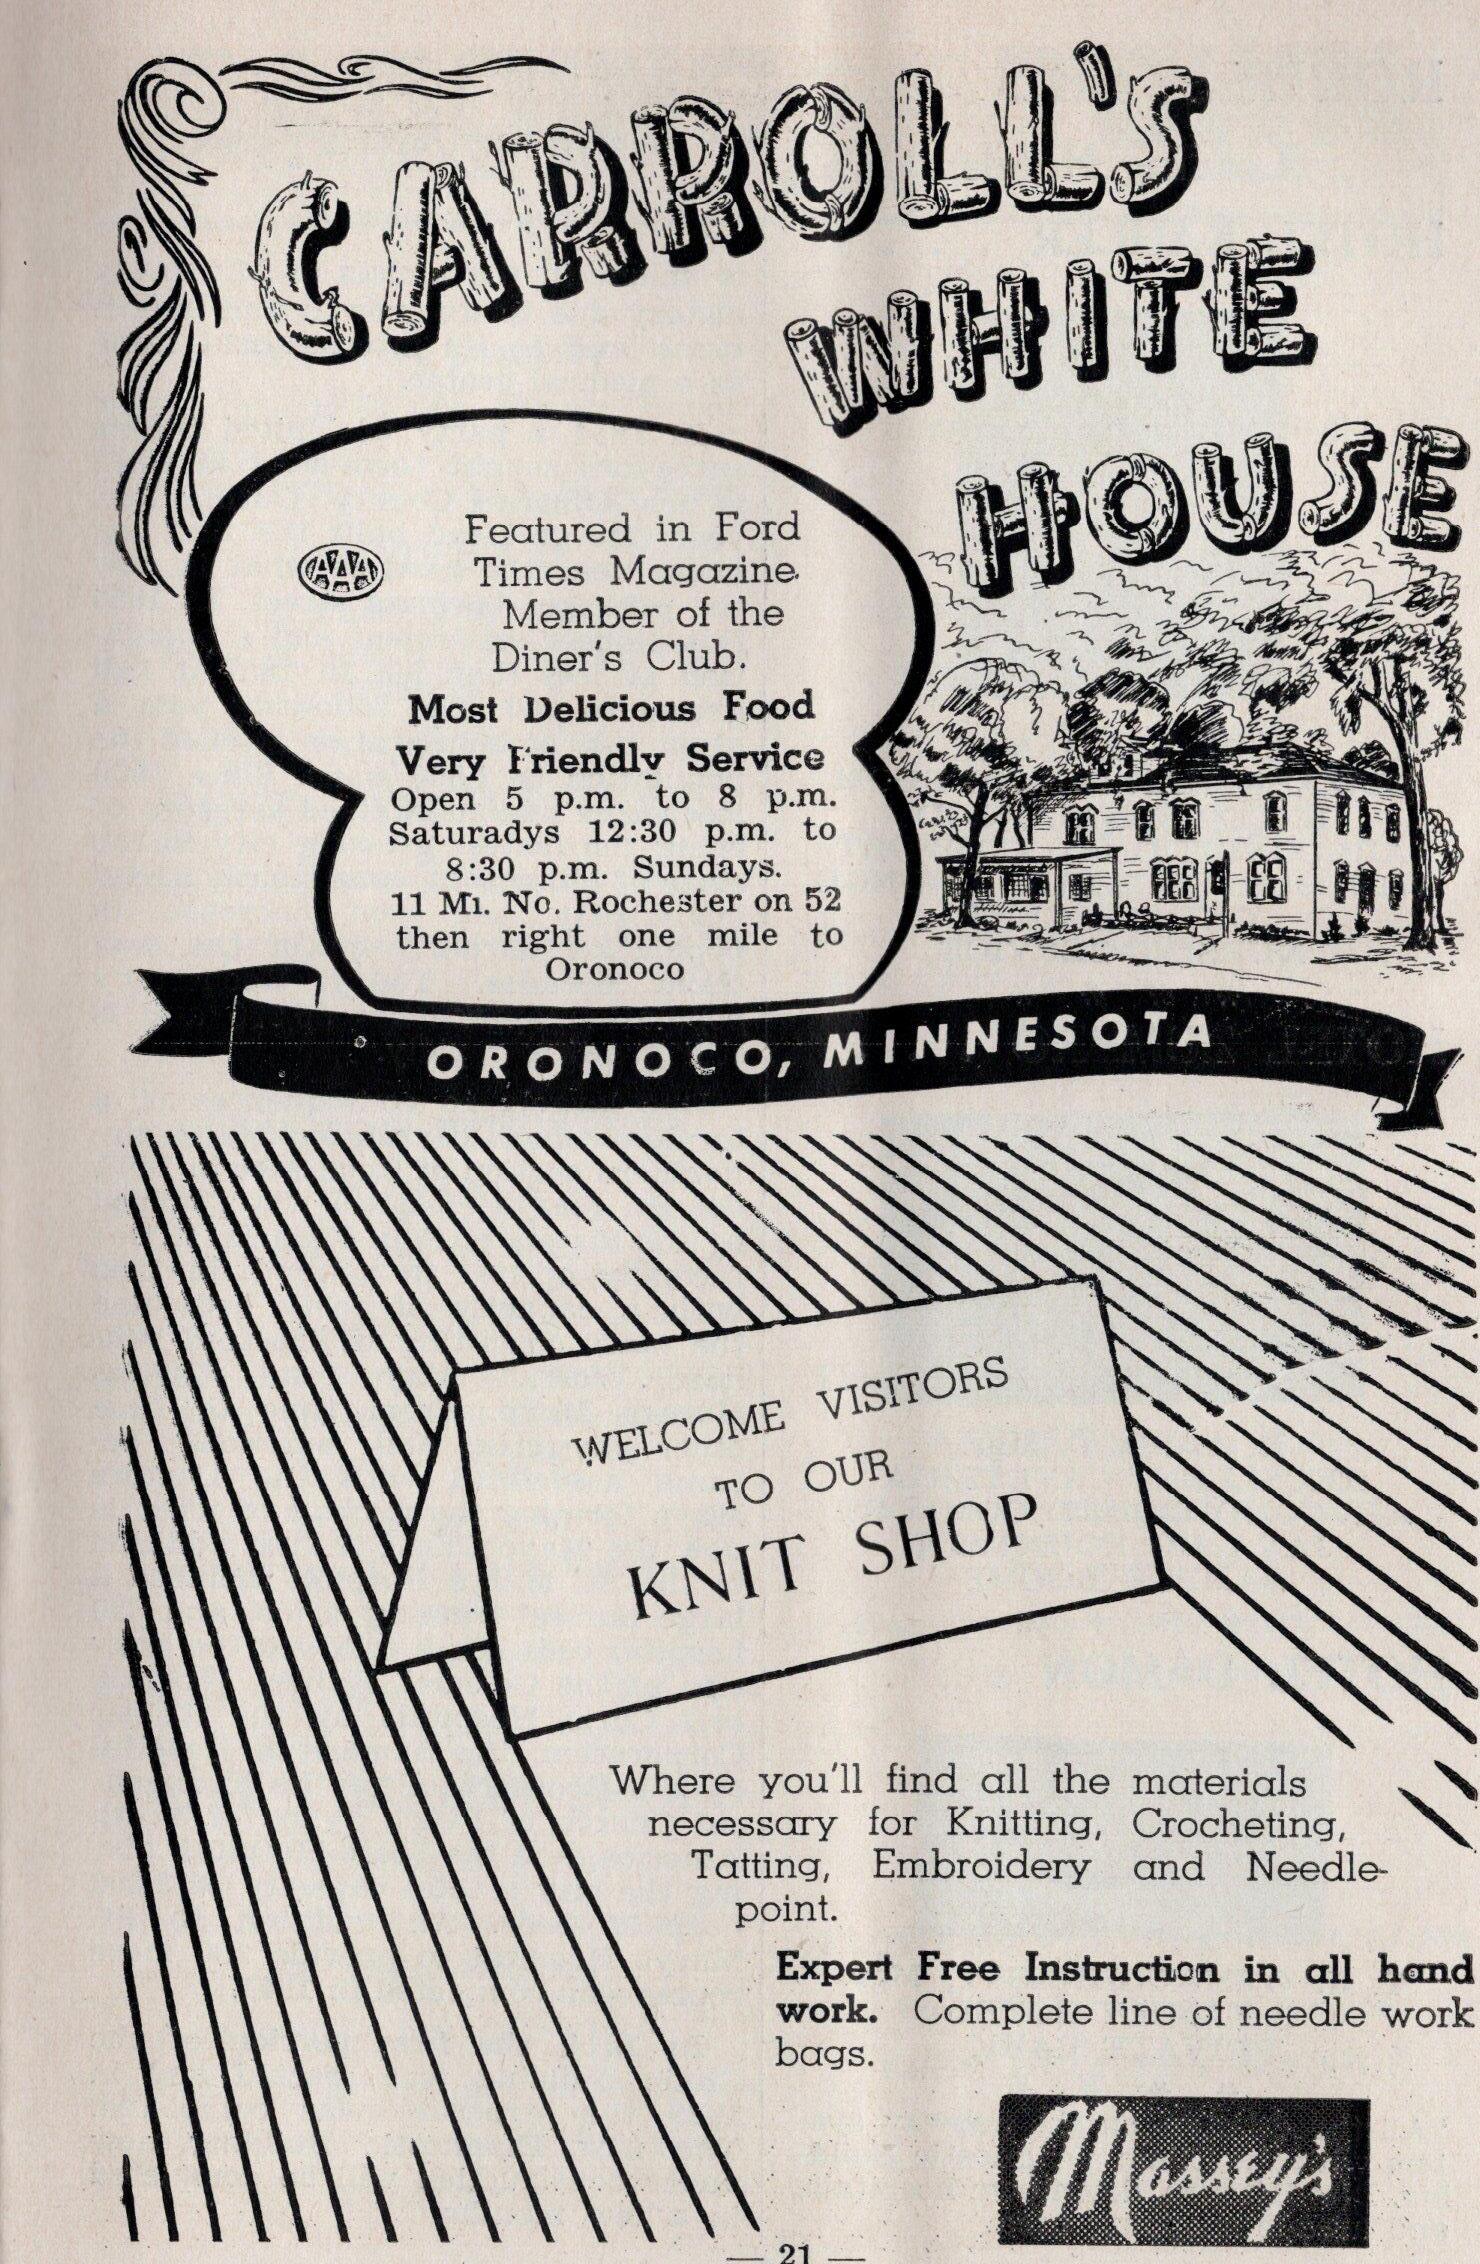 CARROLL'S
WHITE
HOUSE
AAA
Featured in Ford
Times Magazine.
Member of the
Diner's Club.
Most Delicious Food
Very Friendly Service
Open 5 p.m. to 8 p.m.
Saturadys 12:30 p.m. to
8:30 p.m. Sundays.
11 Mi. No. Rochester on 52
then right one mile to
Oronoco
ORONOCO, MINNESOTA
WELCOME VISITORS
TO OUR
KNIT SHOP
Where you'll find all the materials
necessary for Knitting, Crocheting,
Tatting, Embroidery and Needle-
point.
Expert Free Instruction in all hand
work. Complete line of needle work
bags.
Massey's
— 21 —